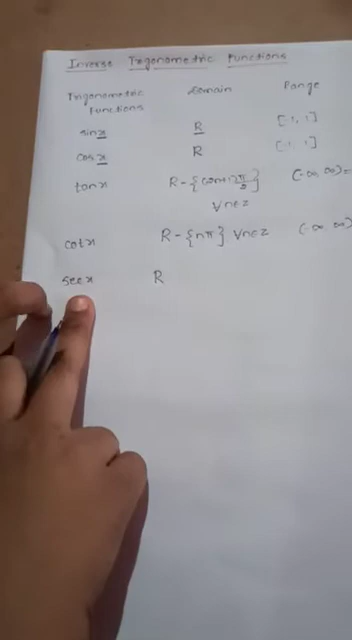 Inverse Trigonometric Functions
Trigonometric Functions Domain Range
sin x R [-1, 1]
cos x R [-1, 1]
tan x R - {(2n+1)π/2} (-∞, ∞) =
∀ n ∈ Z
cot x R - {nπ} ∀ n ∈ Z (-∞, ∞)
sec x R